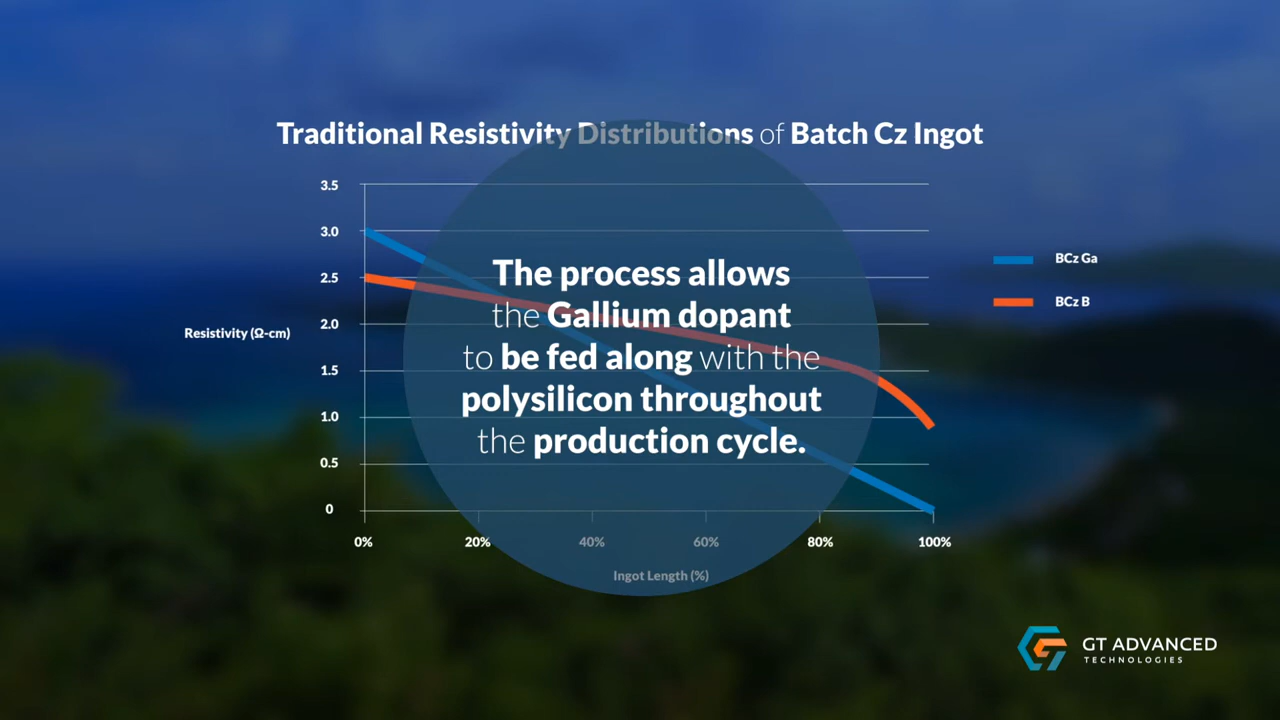 Traditional Resistivity Distributions of Batch Cz Ingot
3.5
3.0
2.5
2.0
1.5
1.0
0.5
0
Resistivity (Ω-cm)
0%
20%
40%
60%
80%
100%
Ingot Length (%)
BCz Ga
BCz B
The process allows
the Gallium dopant
to be fed along with the
polysilicon throughout
the production cycle.
GT ADVANCED
TECHNOLOGIES